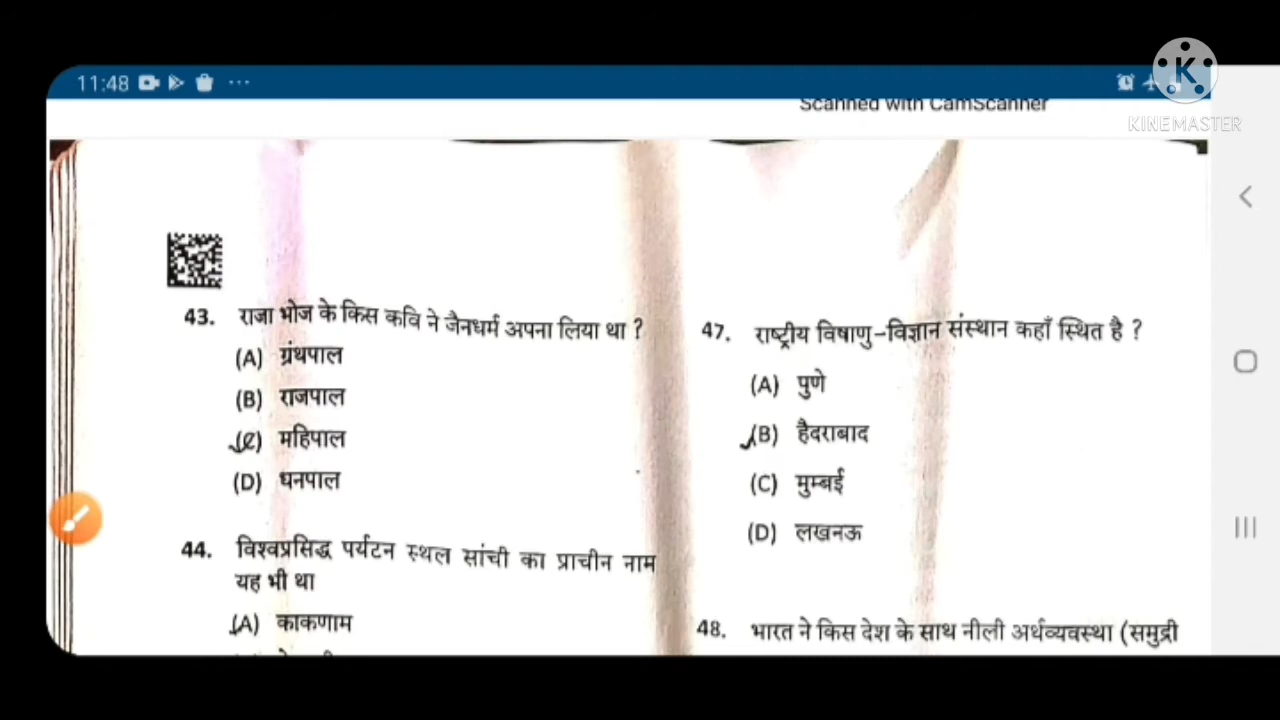 11:48
Scanned with CamScanner
KINEMASTER
43. राजा भोज के किस कवि ने जैनधर्म अपना लिया था ?
(A) ग्रंथपाल
(B) राजपाल
(C) महिपाल
(D) धनपाल
44. विश्वप्रसिद्ध पर्यटन स्थल सांची का प्राचीन नाम
यह भी था
(A) काकणाम
47. राष्ट्रीय विषाणु-विज्ञान संस्थान कहाँ स्थित है ?
(A) पुणे
(B) हैदराबाद
(C) मुम्बई
(D) लखनऊ
48. भारत ने किस देश के साथ नीली अर्थव्यवस्था (समुद्री